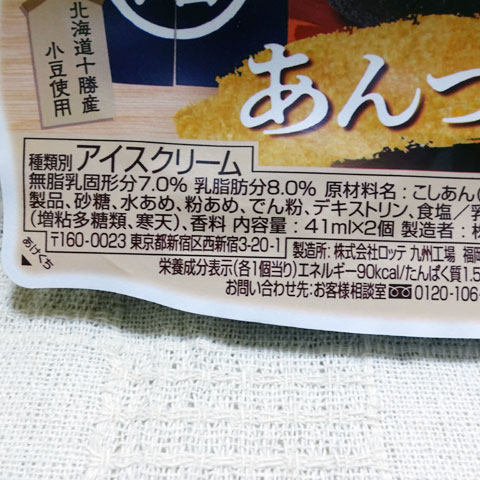 北海道十勝産
小豆使用
あんつ
種類別 アイスクリーム
無脂乳固形分7.0% 乳脂肪分8.0% 原材料名：こしあん(
製品、砂糖、水あめ、粉あめ、でん粉、デキストリン、食塩／乳
(増粘多糖類、寒天)、香料 内容量：41ml×2個 製造者：株
〒160-0023 東京都新宿区西新宿3-20-1 製造所：株式会社ロッテ 九州工場 福岡
栄養成分表示(各1個当り)エネルギー90kcal/たんぱく質1.5
お問い合わせ先：お客様相談室 0120-106-
あけくち